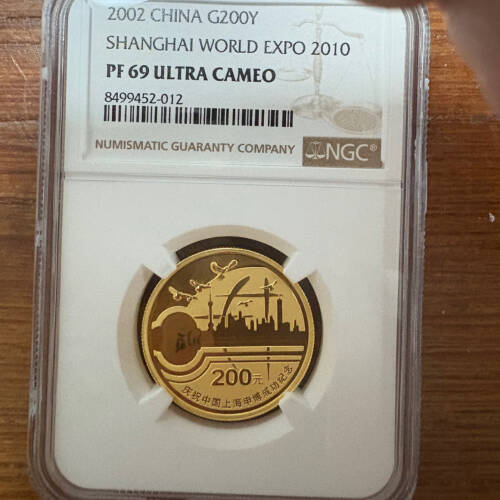 2002 CHINA G200Y
SHANGHAI WORLD EXPO 2010
PF 69 ULTRA CAMEO
8499452-012
NUMISMATIC GUARANTY COMPANY
NGC®
200元
庆祝中国上海申博成功纪念